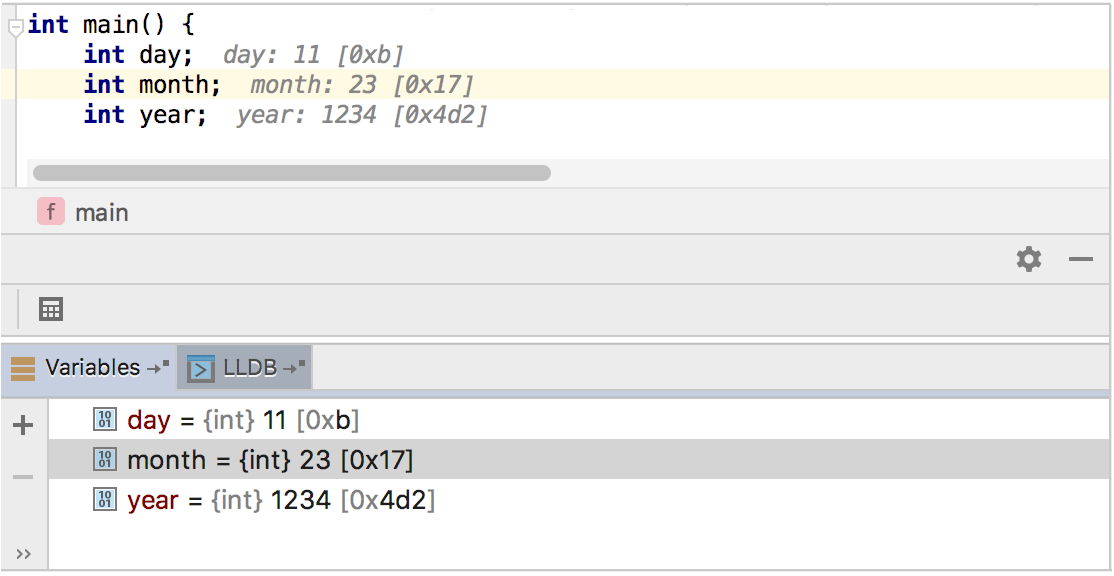 int main() {
int day; day: 11 [0xb]
int month; month: 23 [0x17]
int year; year: 1234 [0x4d2]
f main
Variables LLDB
day = {int} 11 [0xb]
month = {int} 23 [0x17]
year = {int} 1234 [0x4d2]